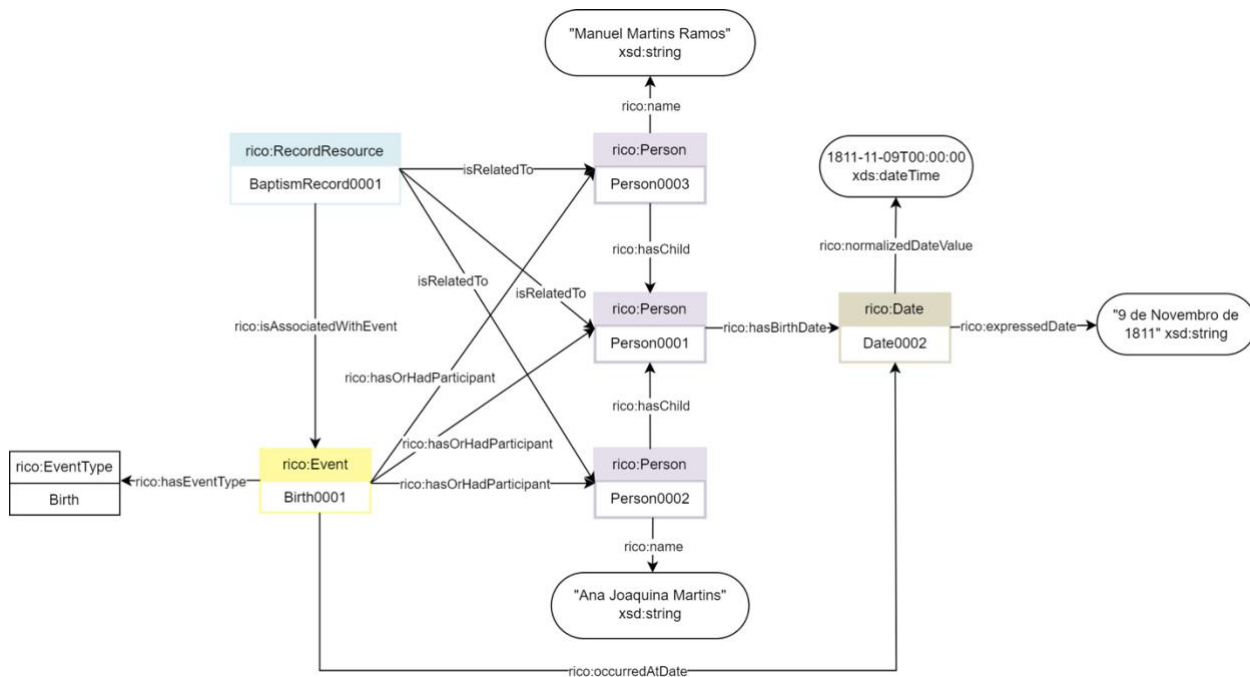 "Manuel Martins Ramos"
xsd:string
rico:name
rico:RecordResource
BaptismRecord0001
isRelatedTo
rico:Person
Person0003
1811-11-09T00:00:00
xds:dateTime
rico:hasChild
rico:normalizedDateValue
isRelatedTo
isRelatedTo
rico:isAssociatedWithEvent
rico:Person
Person0001
rico:hasBirthDate
rico:Date
Date0002
rico:expressedDate
"9 de Novembro de
1811" xsd:string
rico:hasOrHadParticipant
rico:hasChild
rico:hasOrHadParticipant
rico:EventType
Birth
rico:hasEventType
rico:Event
Birth0001
rico:hasOrHadParticipant
rico:Person
Person0002
rico:name
"Ana Joaquina Martins"
xsd:string
rico:occurredAtDate